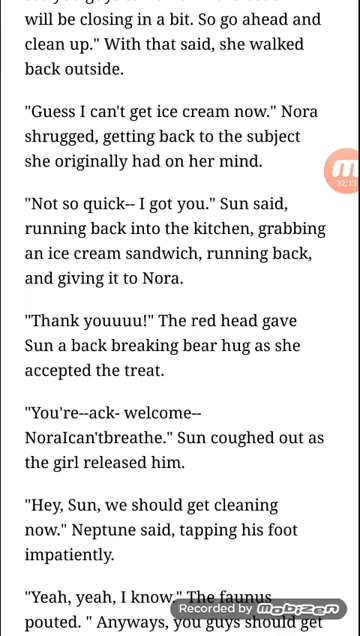 will be closing in a bit. So go ahead and
clean up." With that said, she walked
back outside.
"Guess I can't get ice cream now." Nora
shrugged, getting back to the subject
she originally had on her mind.
"Not so quick-- I got you." Sun said,
running back into the kitchen, grabbing
an ice cream sandwich, running back,
and giving it to Nora.
"Thank youuuu!" The red head gave
Sun a back breaking bear hug as she
accepted the treat.
"You're--ack- welcome--
NoraIcan'tbreathe." Sun coughed out as
the girl released him.
"Hey, Sun, we should get cleaning
now." Neptune said, tapping his foot
impatiently.
"Yeah, yeah, I know." The faunus
pouted. " Anyways, you guys should get
32:13
Recorded by mobizen